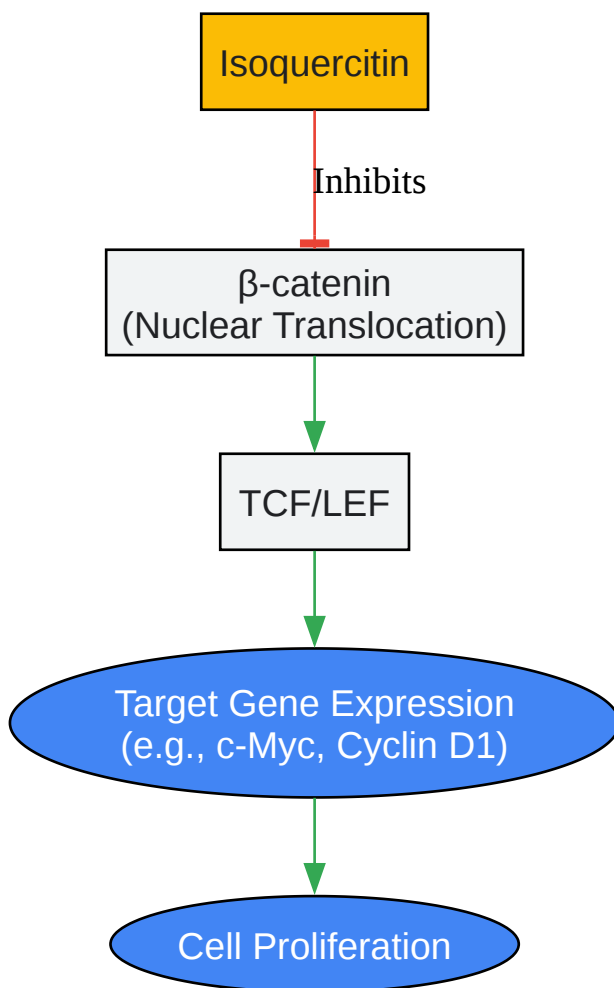 Isoquercitin
Inhibits
β-catenin
(Nuclear Translocation)
TCF/LEF
Target Gene Expression
(e.g., c-Myc, Cyclin D1)
Cell Proliferation